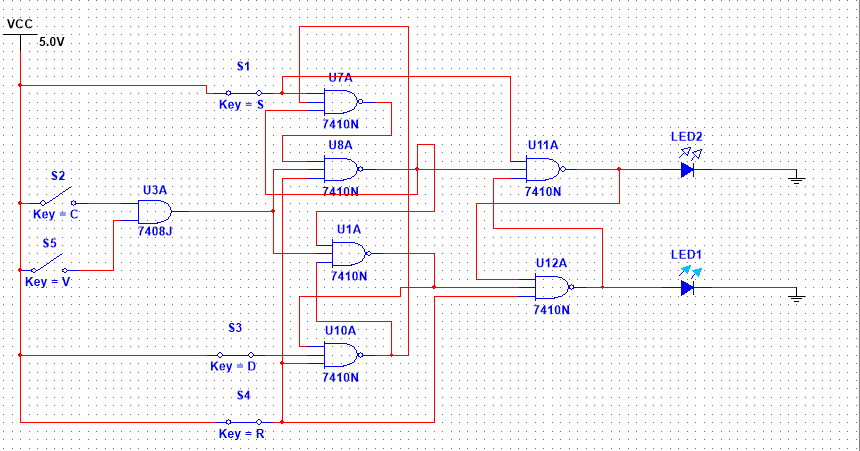 VCC
5.0V
S1
Key = S
U7A
7410N
U8A
7410N
U11A
7410N
LED2
S2
Key = C
U3A
7408J
S5
Key = V
U1A
7410N
U12A
7410N
LED1
S3
Key = D
U10A
7410N
S4
Key = R